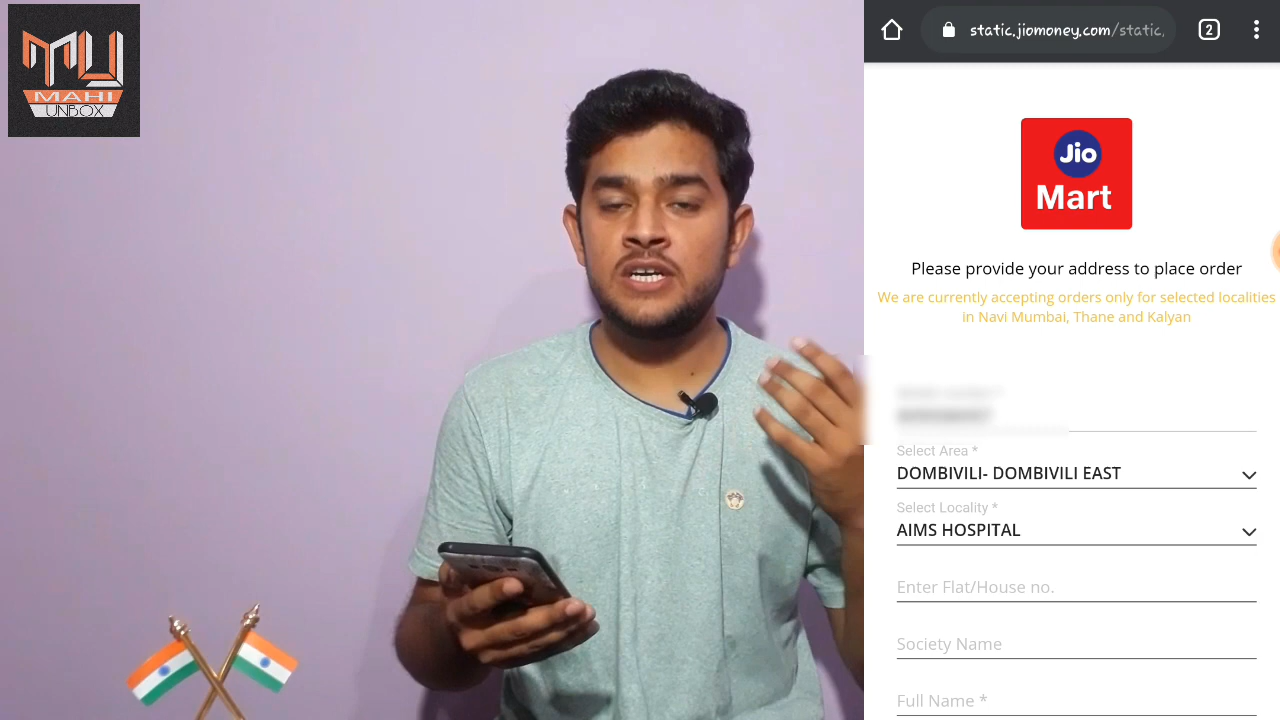 MU
MAHI
UNBOX
static.jiomoney.com/static,
2
Jio
Mart
Please provide your address to place order
We are currently accepting orders only for selected localities
in Navi Mumbai, Thane and Kalyan
Select Area *
DOMBIVILI- DOMBIVILI EAST
Select Locality *
AIMS HOSPITAL
Enter Flat/House no.
Society Name
Full Name *